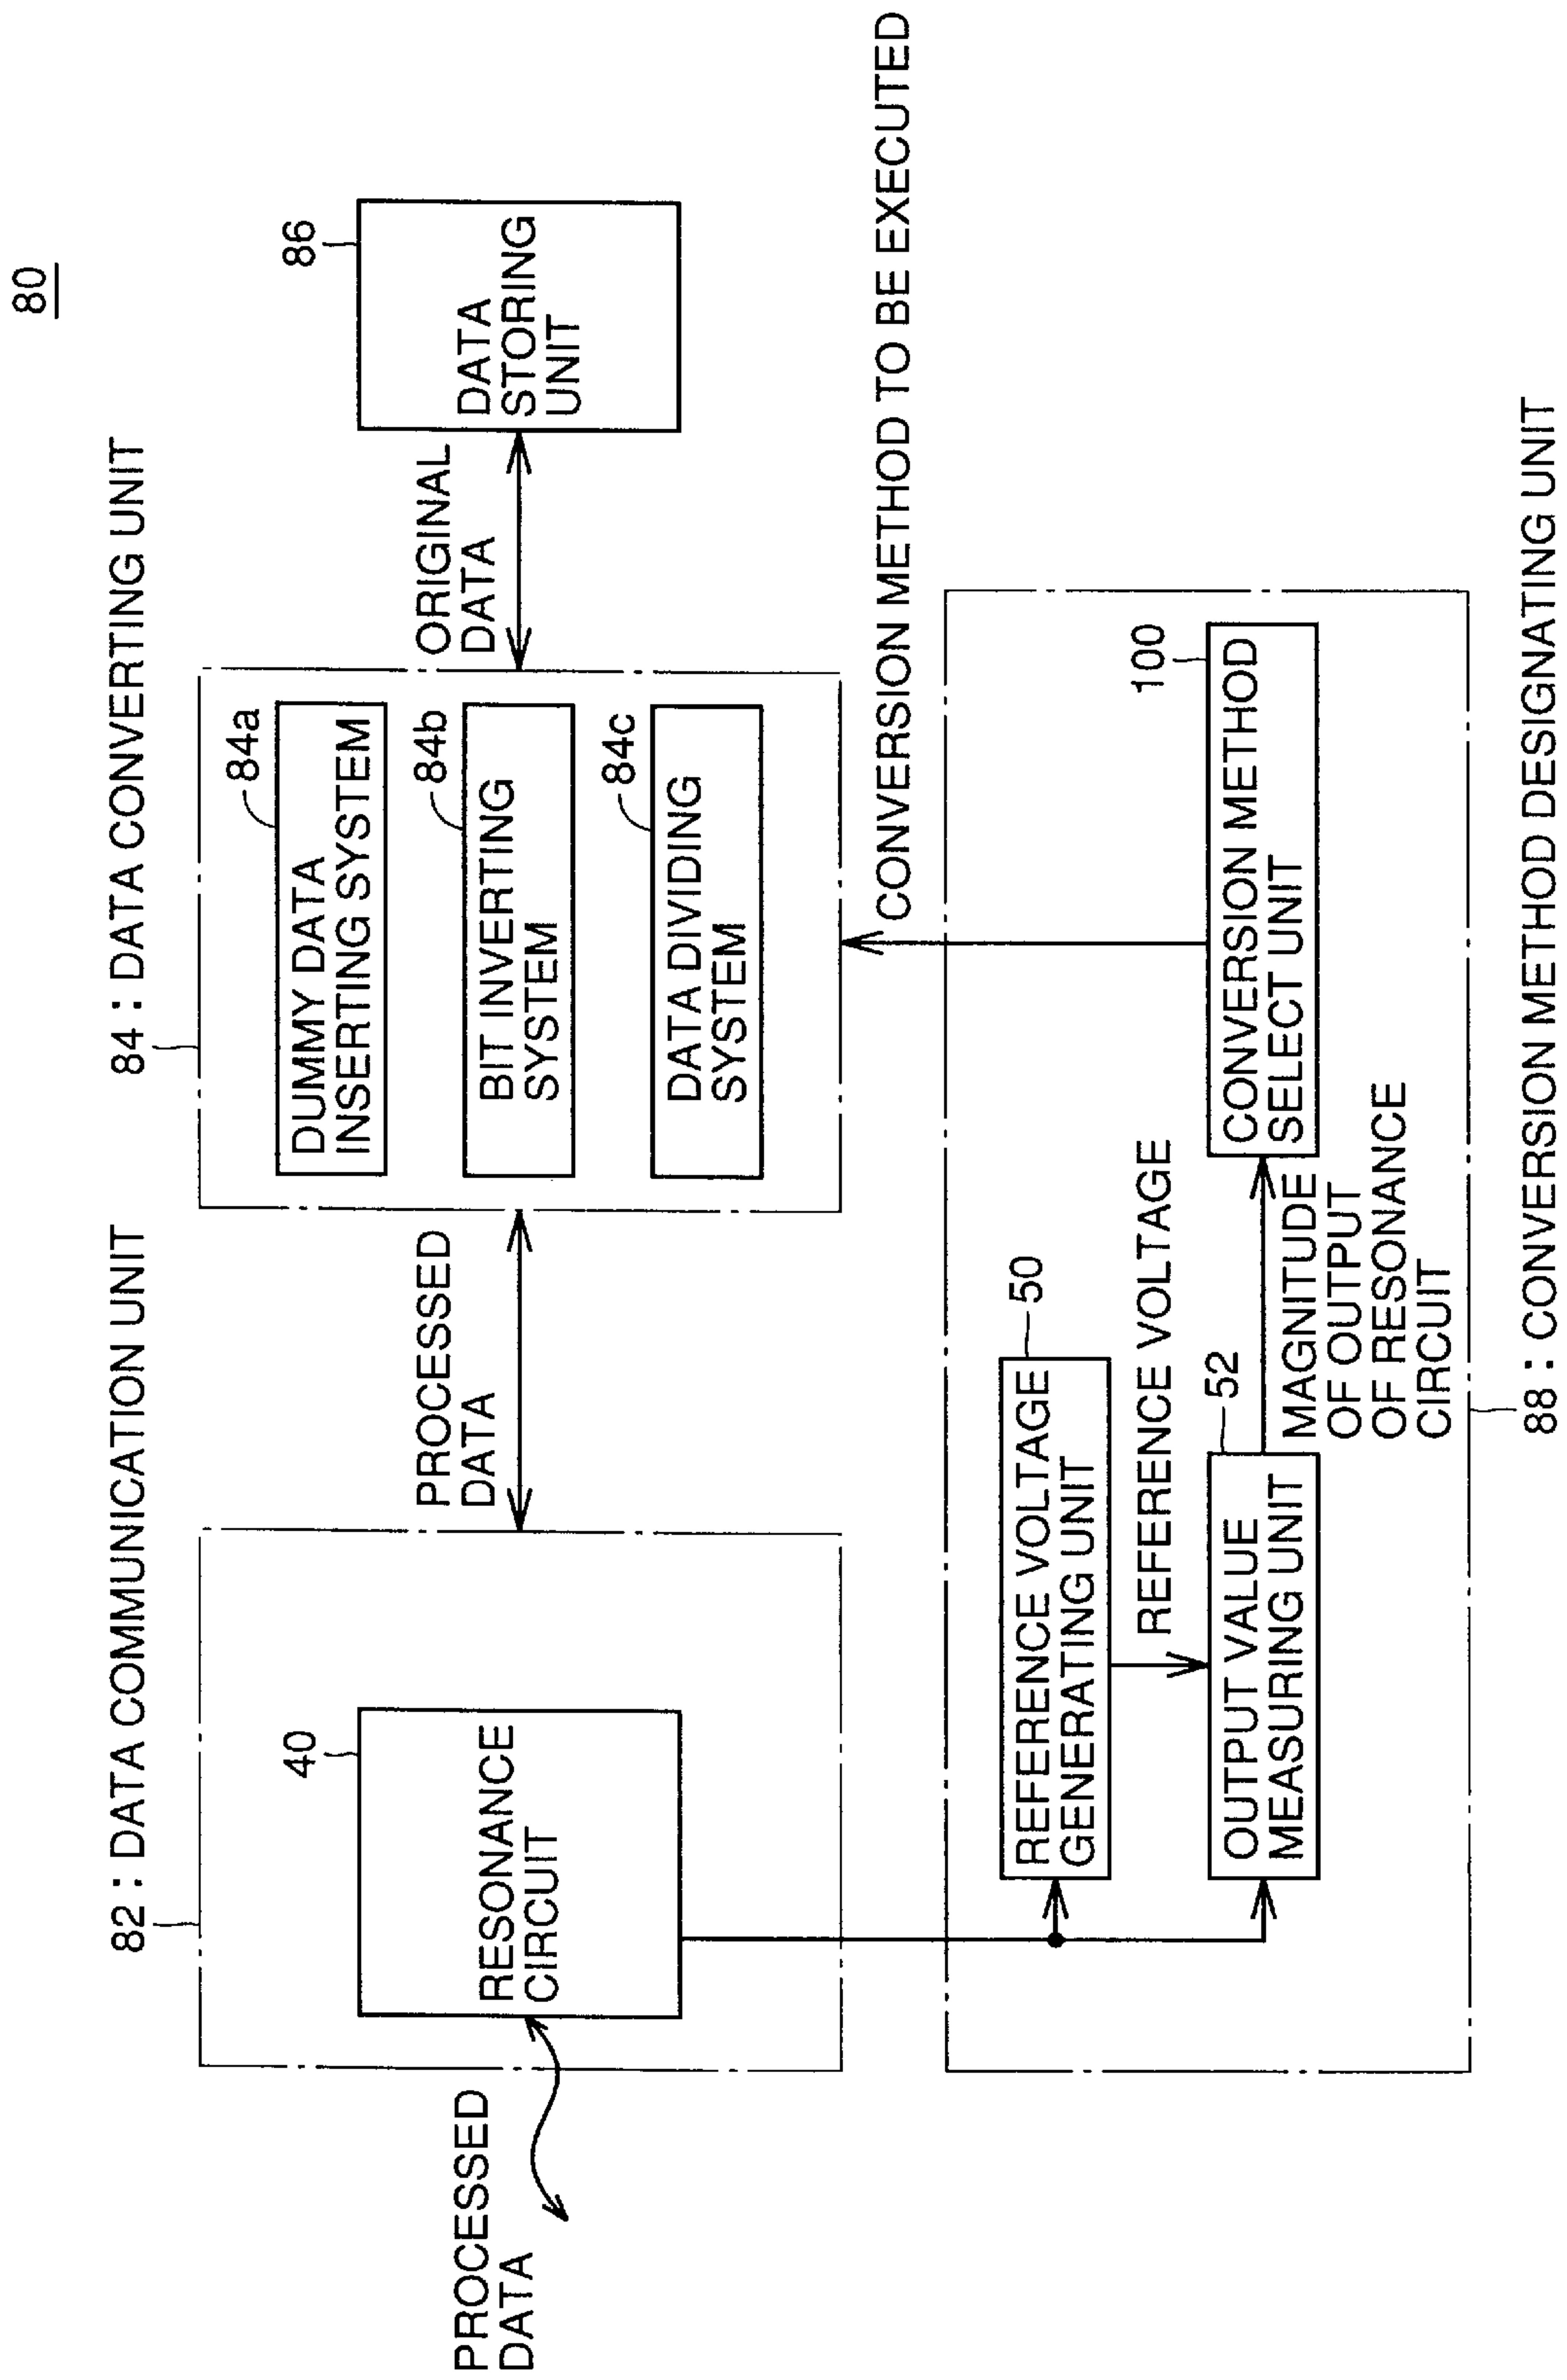 80
82 : DATA COMMUNICATION UNIT
84 : DATA CONVERTING UNIT
40
RESONANCE
CIRCUIT
PROCESSED
DATA
PROCESSED
DATA
84a
DUMMY DATA
INSERTING SYSTEM
84b
BIT INVERTING
SYSTEM
84c
DATA DIVIDING
SYSTEM
ORIGINAL
DATA
86
DATA
STORING
UNIT
CONVERSION METHOD TO BE EXECUTED
50
REFERENCE VOLTAGE
GENERATING UNIT
REFERENCE VOLTAGE
52
OUTPUT VALUE
MEASURING UNIT
MAGNITUDE
OF OUTPUT
OF RESONANCE
CIRCUIT
100
CONVERSION METHOD
SELECT UNIT
88 : CONVERSION METHOD DESIGNATING UNIT